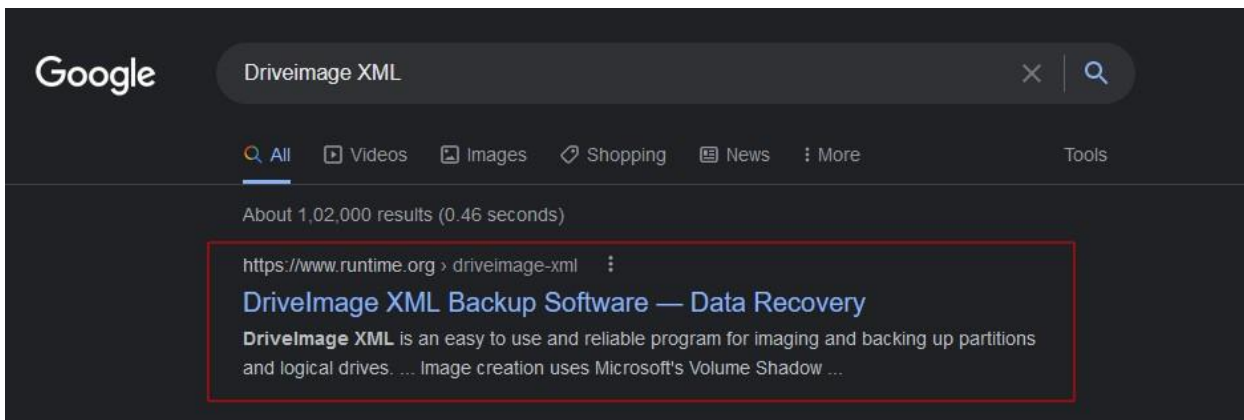 Google
Driveimage XML
All Videos Images Shopping News More Tools
About 1,02,000 results (0.46 seconds)
https://www.runtime.org › driveimage-xml
DriveImage XML Backup Software — Data Recovery
DriveImage XML is an easy to use and reliable program for imaging and backing up partitions
and logical drives. ... Image creation uses Microsoft's Volume Shadow ...